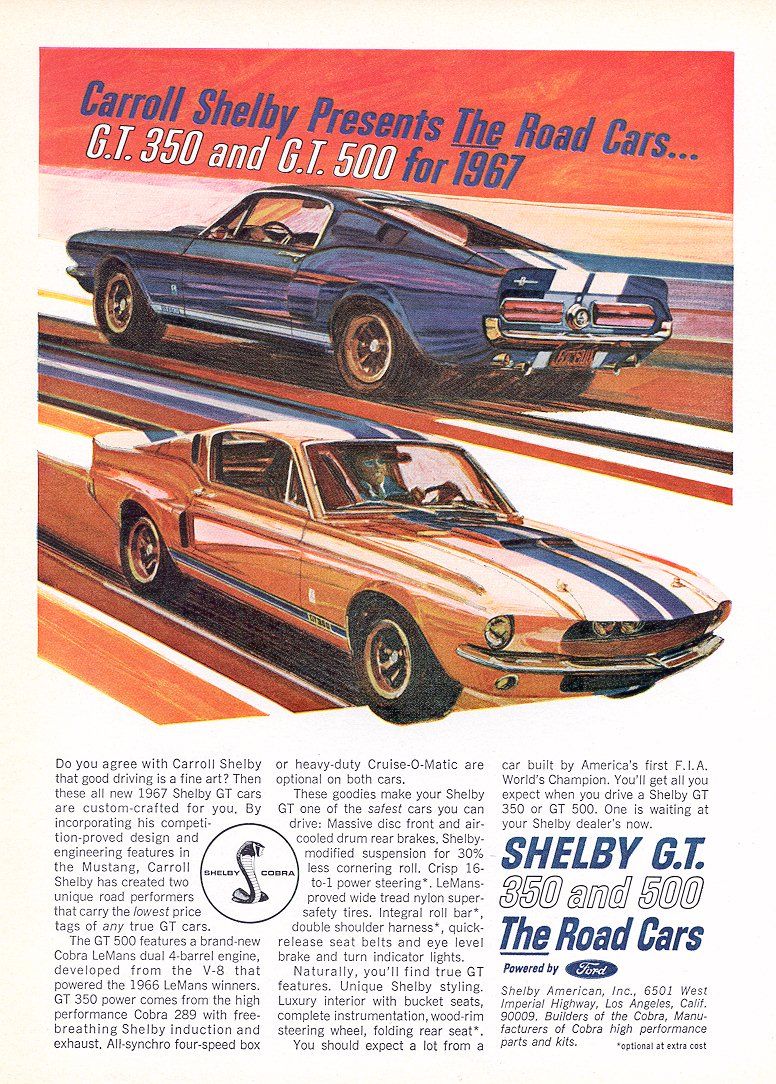 Carroll Shelby Presents The Road Cars...
G.T. 350 and G.T. 500 for 1967
Do you agree with Carroll Shelby
that good driving is a fine art? Then
these all new 1967 Shelby GT cars
are custom-crafted for you. By
incorporating his competi-
tion-proved design and
engineering features in
the Mustang, Carroll
Shelby has created two
unique road performers
that carry the lowest price
tags of any true GT cars.
The GT 500 features a brand-new
Cobra LeMans dual 4-barrel engine,
developed from the V-8 that
powered the 1966 LeMans winners.
GT 350 power comes from the high
performance Cobra 289 with free-
breathing Shelby induction and
exhaust. All-synchro four-speed box
SHELBY COBRA
or heavy-duty Cruise-O-Matic are
optional on both cars.
These goodies make your Shelby
GT one of the safest cars you can
drive: Massive disc front and air-
cooled drum rear brakes, Shelby-
modified suspension for 30%
less cornering roll. Crisp 16-
to-1 power steering*. LeMans-
proved wide tread nylon super-
safety tires. Integral roll bar*,
double shoulder harness*, quick-
release seat belts and eye level
brake and turn indicator lights.
Naturally, you'll find true GT
features. Unique Shelby styling.
Luxury interior with bucket seats,
complete instrumentation, wood-rim
steering wheel, folding rear seat*.
You should expect a lot from a
car built by America's first F.I.A.
World's Champion. You'll get all you
expect when you drive a Shelby GT
350 or GT 500. One is waiting at
your Shelby dealer's now.
SHELBY G.T.
350 and 500
The Road Cars
Powered by Ford
Shelby American, Inc., 6501 West
Imperial Highway, Los Angeles, Calif.
90009. Builders of the Cobra, Manu-
facturers of Cobra high performance
parts and kits.
*optional at extra cost